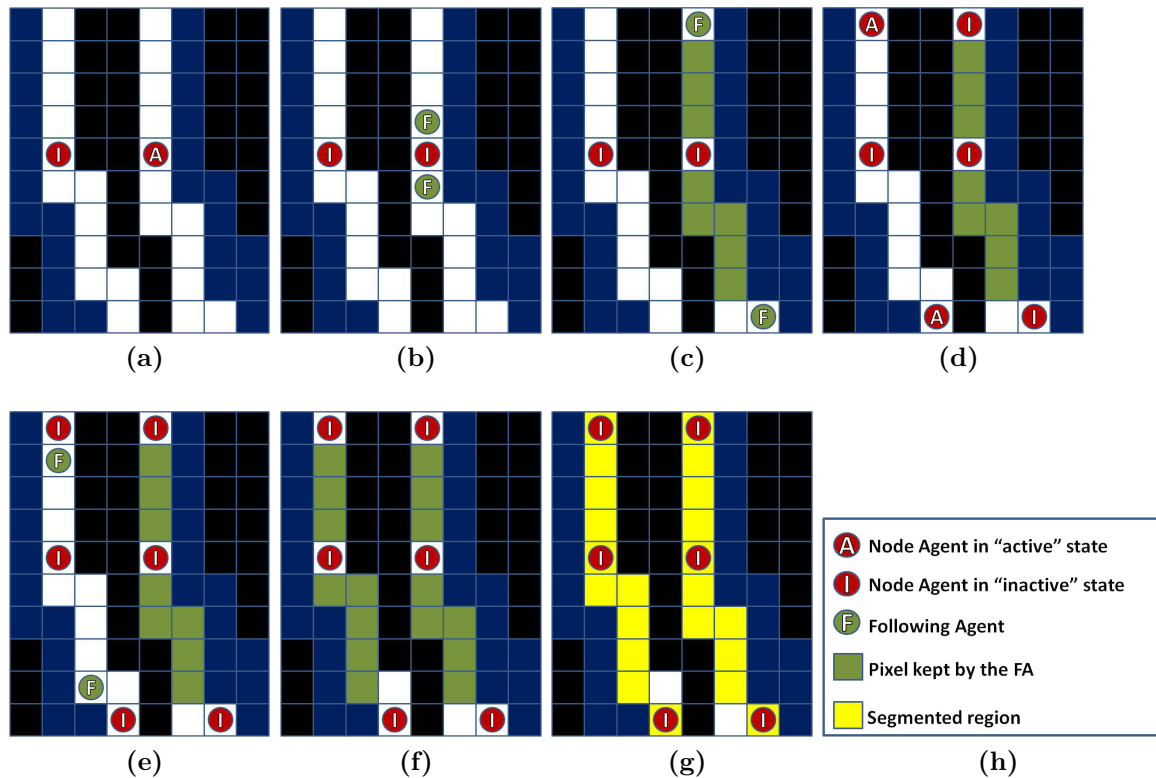 I A
F
I I
F
F
I I
F
A I
I I
A I
(a) (b) (c) (d)
I I
F
I I
F
I I
I I
I I
I I
I I
I I
I I
A Node Agent in "active" state
I Node Agent in "inactive" state
F Following Agent
Pixel kept by the FA
Segmented region
(e) (f) (g) (h)